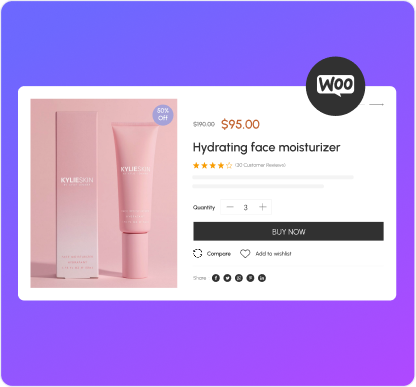 WOO
50%
Off
$190.00 $95.00
Hydrating face moisturizer
(20 Customer Reviews)
KYLIESKIN
KYLIESKIN
Quantity
3
BUY NOW
Compare
Add to wishlist
Share